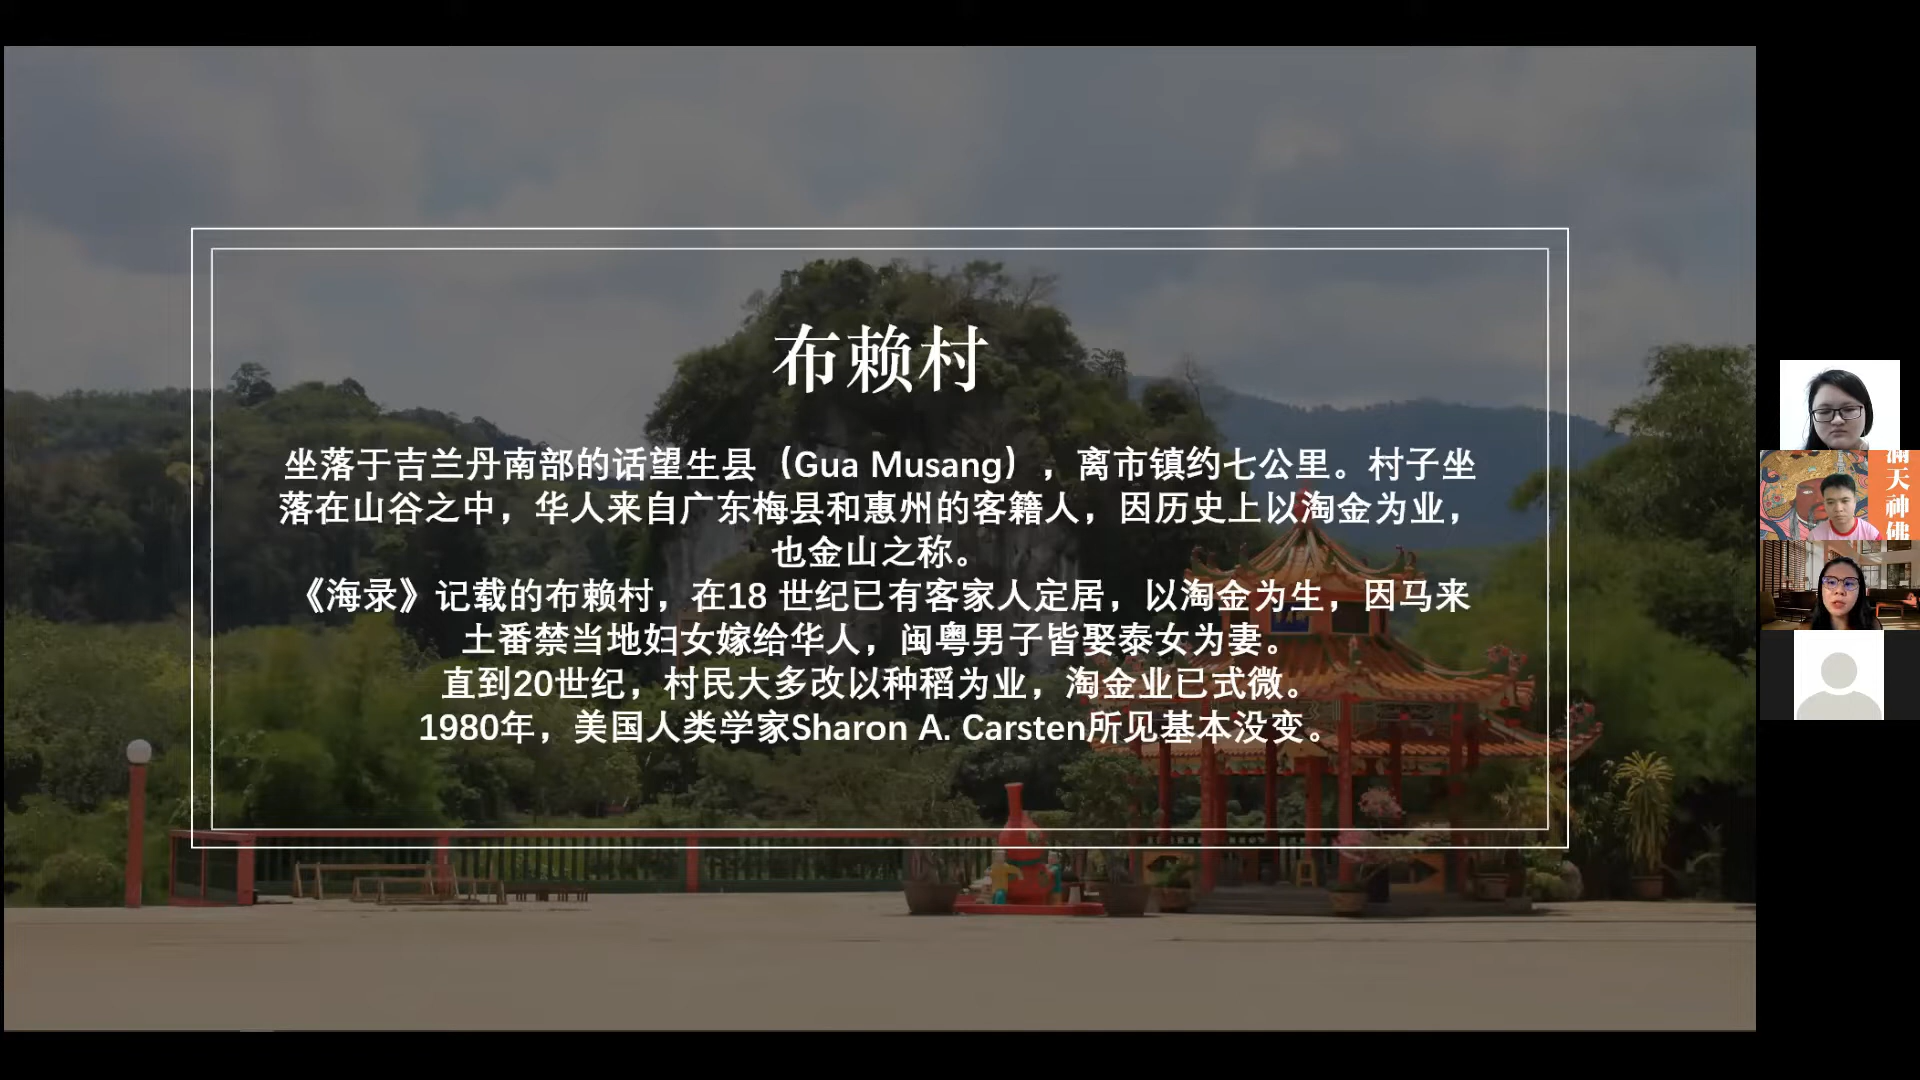 布赖村
坐落于吉兰丹南部的话望生县（Gua Musang），离市镇约七公里。村子坐
落在山谷之中，华人来自广东梅县和惠州的客籍人，因历史上以淘金为业，
也金山之称。
《海录》记载的布赖村，在18 世纪已有客家人定居，以淘金为生，因马来
土番禁当地妇女嫁给华人，闽粤男子皆娶泰女为妻。
直到20世纪，村民大多改以种稻为业，淘金业已式微。
1980年，美国人类学家Sharon A. Carsten所见基本没变。
满天神佛